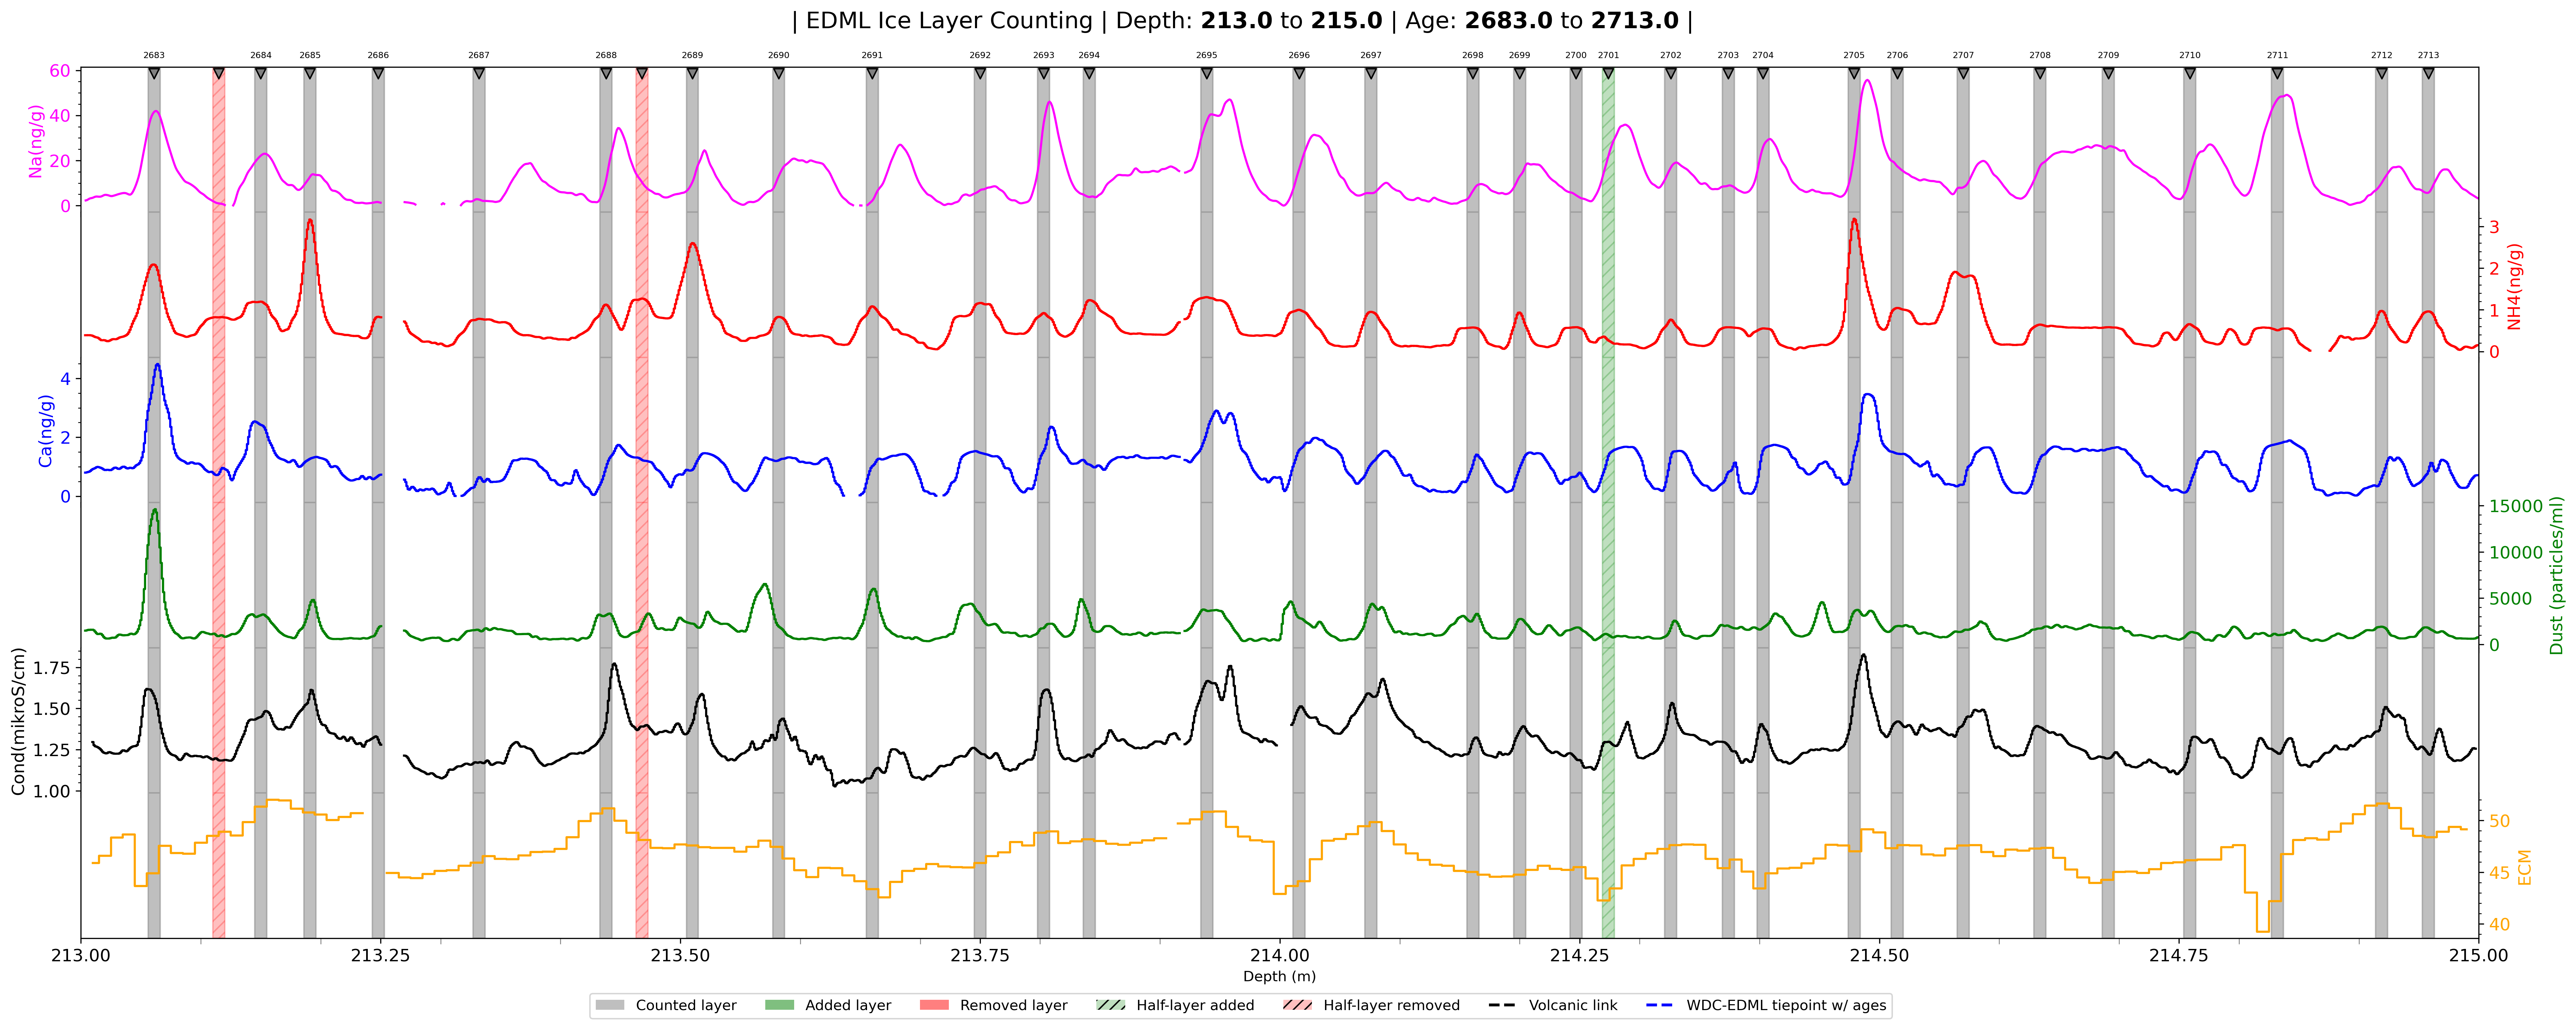 | EDML Ice Layer Counting | Depth: 213.0 to 215.0 | Age: 2683.0 to 2713.0 |
2683 2684 2685 2686 2687 2688 2689 2690 2691 2692 2693 2694 2695 2696 2697 2698 2699 2700 2701 2702 2703 2704 2705 2706 2707 2708 2709 2710 2711 2712 2713
Na(ng/g)
60
40
20
0
NH4(ng/g)
3
2
1
0
Ca(ng/g)
4
2
0
Dust (particles/ml)
15000
10000
5000
0
Cond(mikroS/cm)
1.75
1.50
1.25
1.00
ECM
50
45
40
213.00 213.25 213.50 213.75 214.00 214.25 214.50 214.75 215.00
Depth (m)
Counted layer Added layer Removed layer Half-layer added Half-layer removed Volcanic link WDC-EDML tiepoint w/ ages